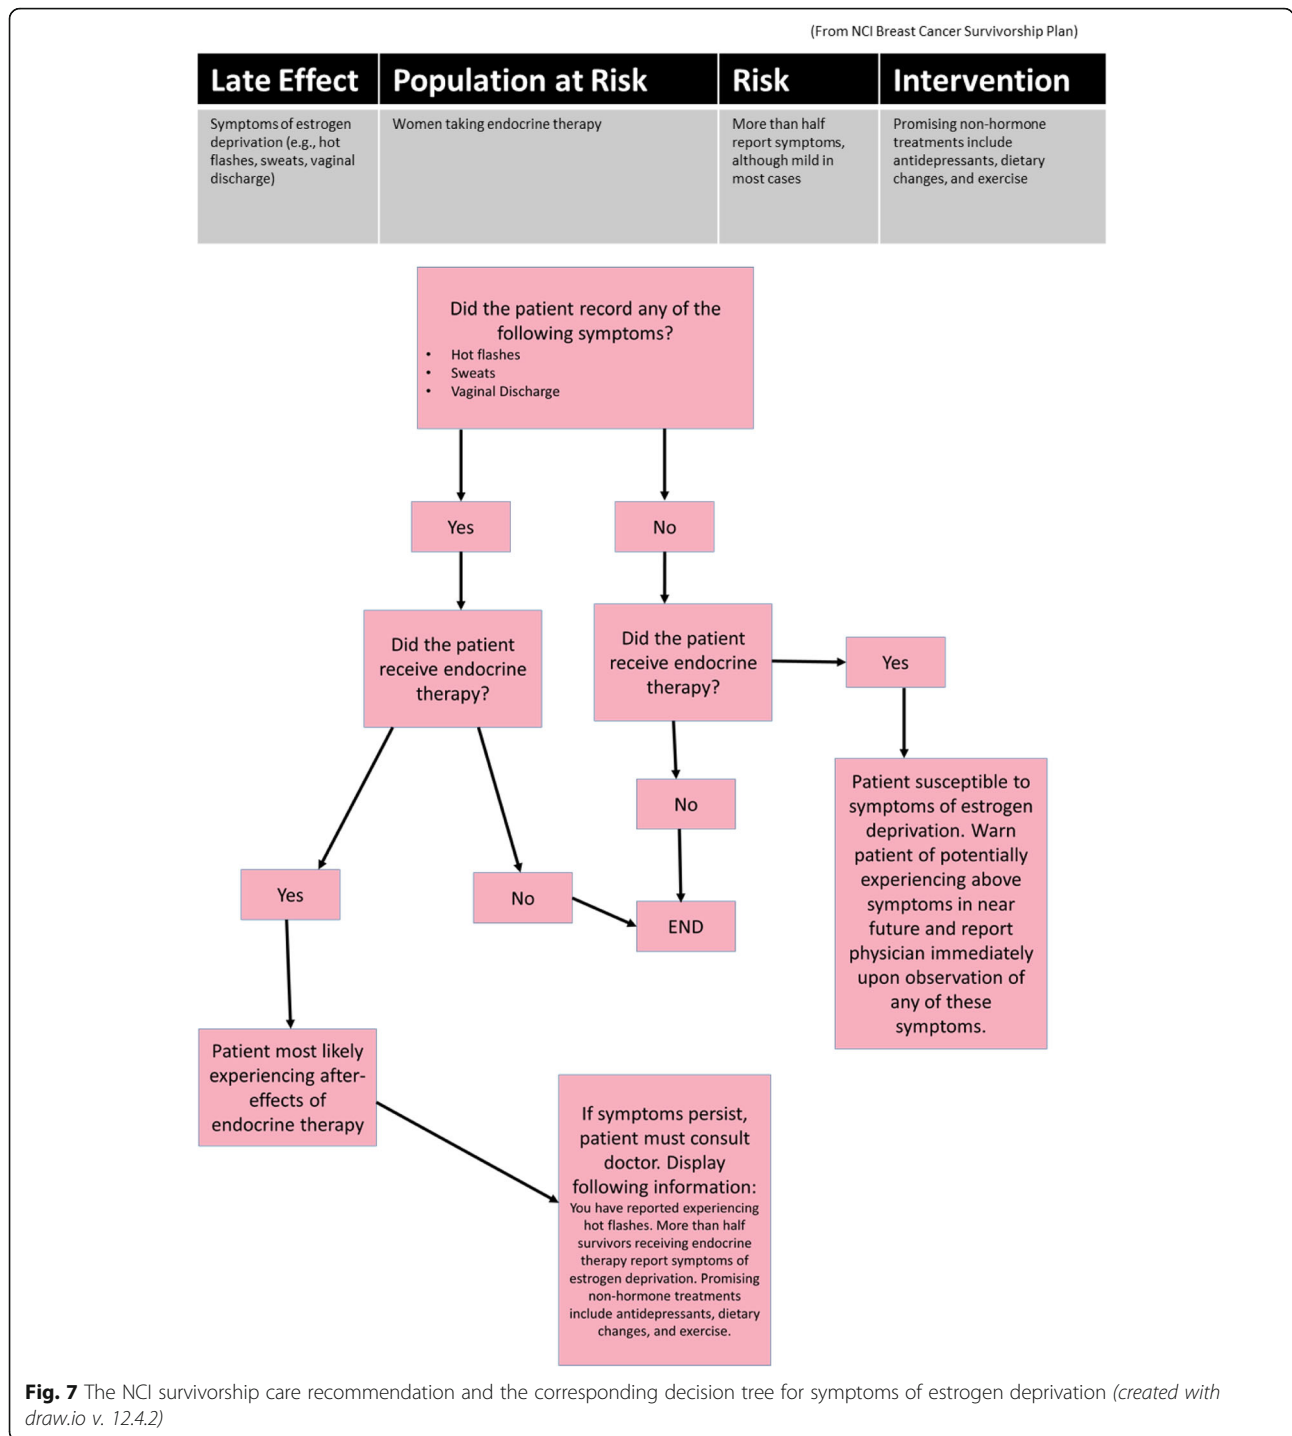 (From NCI Breast Cancer Survivorship Plan)
Late Effect
Population at Risk
Risk
Intervention
Symptoms of estrogen
deprivation (e.g., hot
flashes, sweats, vaginal
discharge)
Women taking endocrine therapy
More than half
report symptoms,
although mild in
most cases
Promising non-hormone
treatments include
antidepressants, dietary
changes, and exercise
Did the patient record any of the
following symptoms?
• Hot flashes
• Sweats
• Vaginal Discharge
Yes
No
Did the patient
receive endocrine
therapy?
Did the patient
receive endocrine
therapy?
Yes
No
Patient susceptible to
symptoms of estrogen
deprivation. Warn
patient of potentially
experiencing above
symptoms in near
future and report
physician immediately
upon observation of
any of these
symptoms.
Yes
No
END
Patient most likely
experiencing after-
effects of
endocrine therapy
If symptoms persist,
patient must consult
doctor. Display
following information:
You have reported experiencing
hot flashes. More than half
survivors receiving endocrine
therapy report symptoms of
estrogen deprivation. Promising
non-hormone treatments
include antidepressants, dietary
changes, and exercise.
Fig. 7 The NCI survivorship care recommendation and the corresponding decision tree for symptoms of estrogen deprivation (created with
draw.io v. 12.4.2)